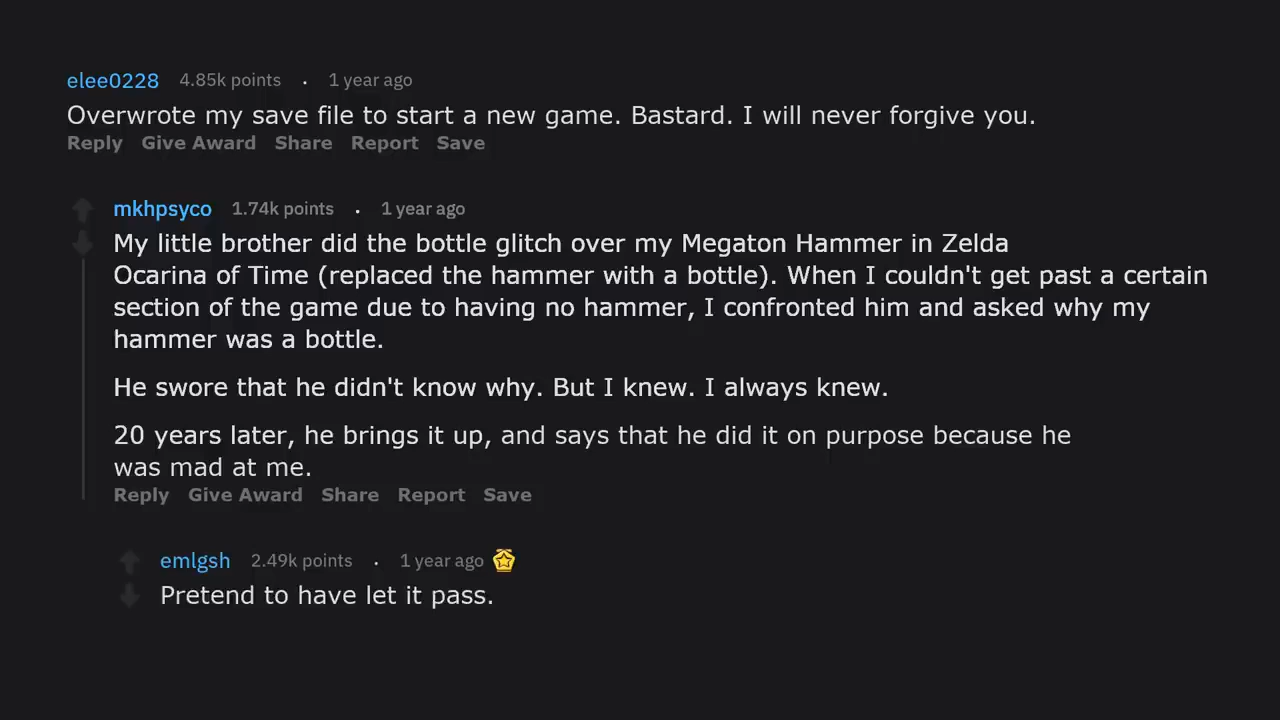 elee0228 4.85k points . 1 year ago
Overwrote my save file to start a new game. Bastard. I will never forgive you.
Reply Give Award Share Report Save
mkhpsyco 1.74k points . 1 year ago
My little brother did the bottle glitch over my Megaton Hammer in Zelda
Ocarina of Time (replaced the hammer with a bottle). When I couldn't get past a certain
section of the game due to having no hammer, I confronted him and asked why my
hammer was a bottle.
He swore that he didn't know why. But I knew. I always knew.
20 years later, he brings it up, and says that he did it on purpose because he
was mad at me.
Reply Give Award Share Report Save
emlgsh 2.49k points . 1 year ago
Pretend to have let it pass.